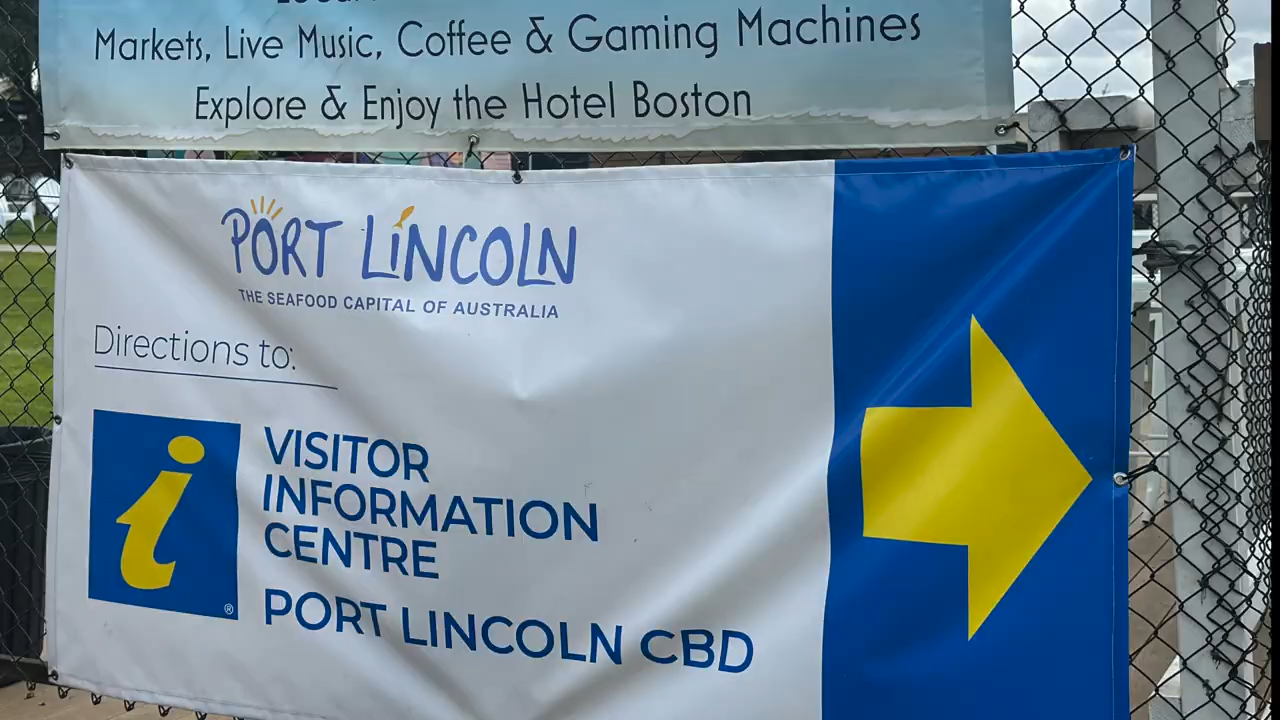 Markets, Live Music, Coffee & Gaming Machines
Explore & Enjoy the Hotel Boston
PORT LINCOLN
THE SEAFOOD CAPITAL OF AUSTRALIA
Directions to:
i
VISITOR
INFORMATION
CENTRE
®
PORT LINCOLN CBD